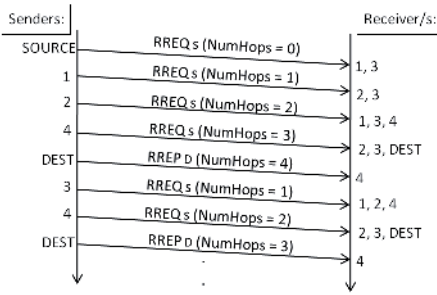 Senders: Receiver/s:
SOURCE RREQ s (NumHops = 0) 1, 3
1 RREQ s (NumHops = 1) 2, 3
2 RREQ s (NumHops = 2) 1, 3, 4
4 RREQ s (NumHops = 3) 2, 3, DEST
DEST RREP D (NumHops = 4) 4
3 RREQ s (NumHops = 1) 1, 2, 4
4 RREQ s (NumHops = 2) 2, 3, DEST
DEST RREP D (NumHops = 3) 4